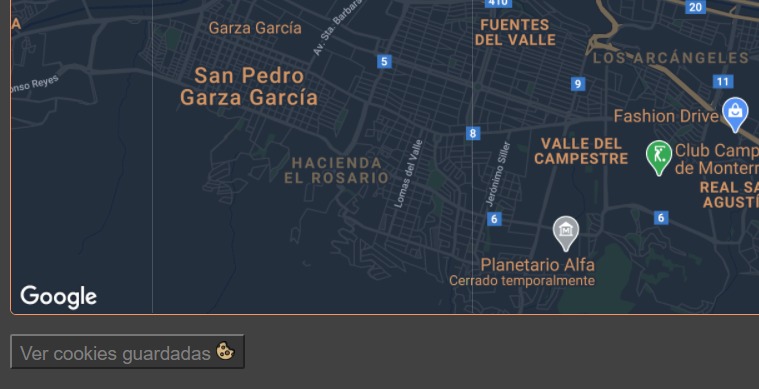 410
20
A
Garza García
Av. Sta. Barbara
FUENTES
DEL VALLE
LOS ARCÁNGELES
5
San Pedro
Garza García
onso Reyes
9
11
Fashion Drive
8
VALLE DEL
CAMPESTRE
Club Camp
de Monterr
HACIENDA
EL ROSARIO
Lomas del Valle
Jerónimo Siller
REAL SA
AGUSTÍ
6
6
Planetario Alfa
Cerrado temporalmente
Google
Ver cookies guardadas